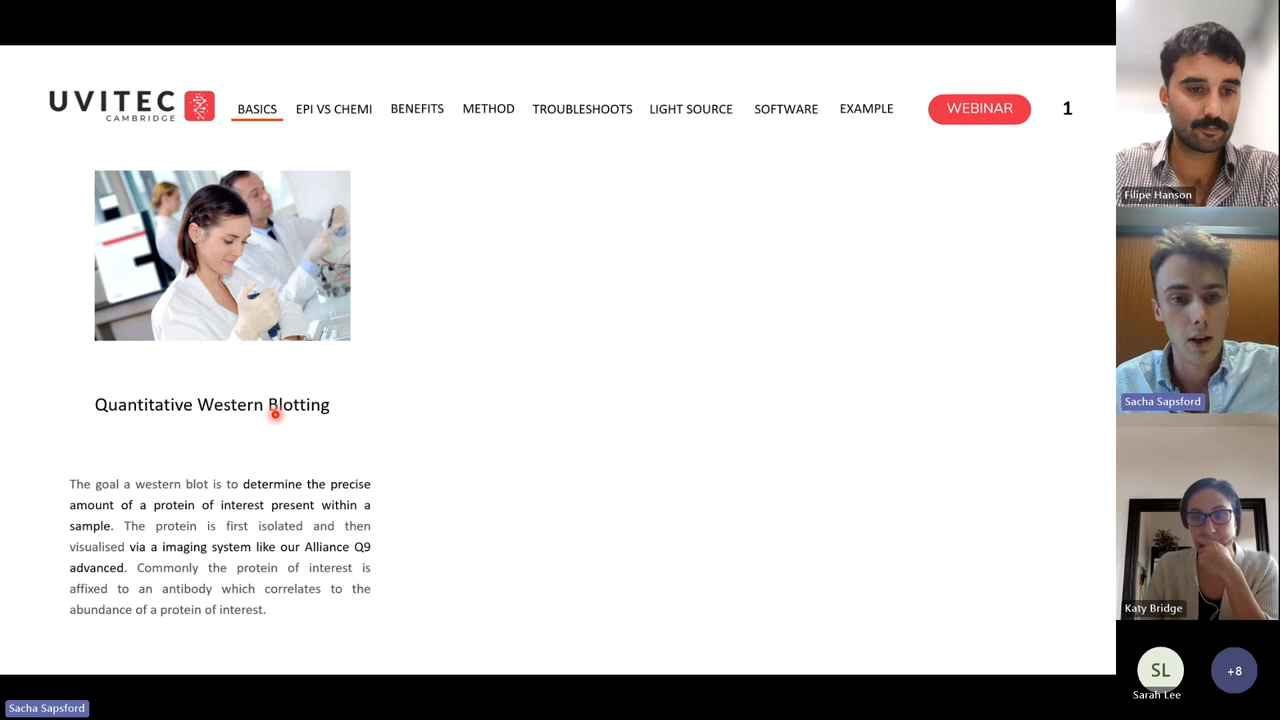 UVITEC
CAMBRIDGE
BASICS
EPI VS CHEMI
BENEFITS
METHOD
TROUBLESHOOTS
LIGHT SOURCE
SOFTWARE
EXAMPLE
WEBINAR
1
Quantitative Western Blotting
The goal a western blot is to determine the precise
amount of a protein of interest present within a
sample. The protein is first isolated and then
visualised via a imaging system like our Alliance Q9
advanced. Commonly the protein of interest is
affixed to an antibody which correlates to the
abundance of a protein of interest.
Filipe Hanson
Sacha Sapsford
Katy Bridge
SL
Sarah Lee
+8
Sacha Sapsford